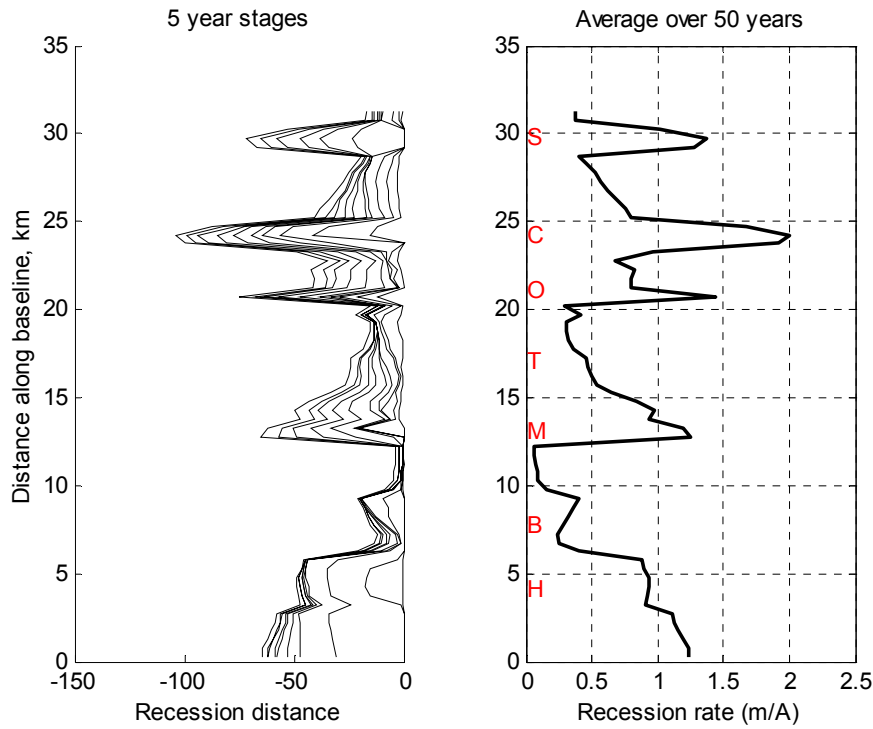 5 year stages
35
30
25
20
15
10
5
0
Distance along baseline, km
-150
-100
-50
0
Recession distance
Average over 50 years
35
30
25
20
15
10
5
0
S
C
O
T
M
B
H
0
0.5
1
1.5
2
2.5
Recession rate (m/A)